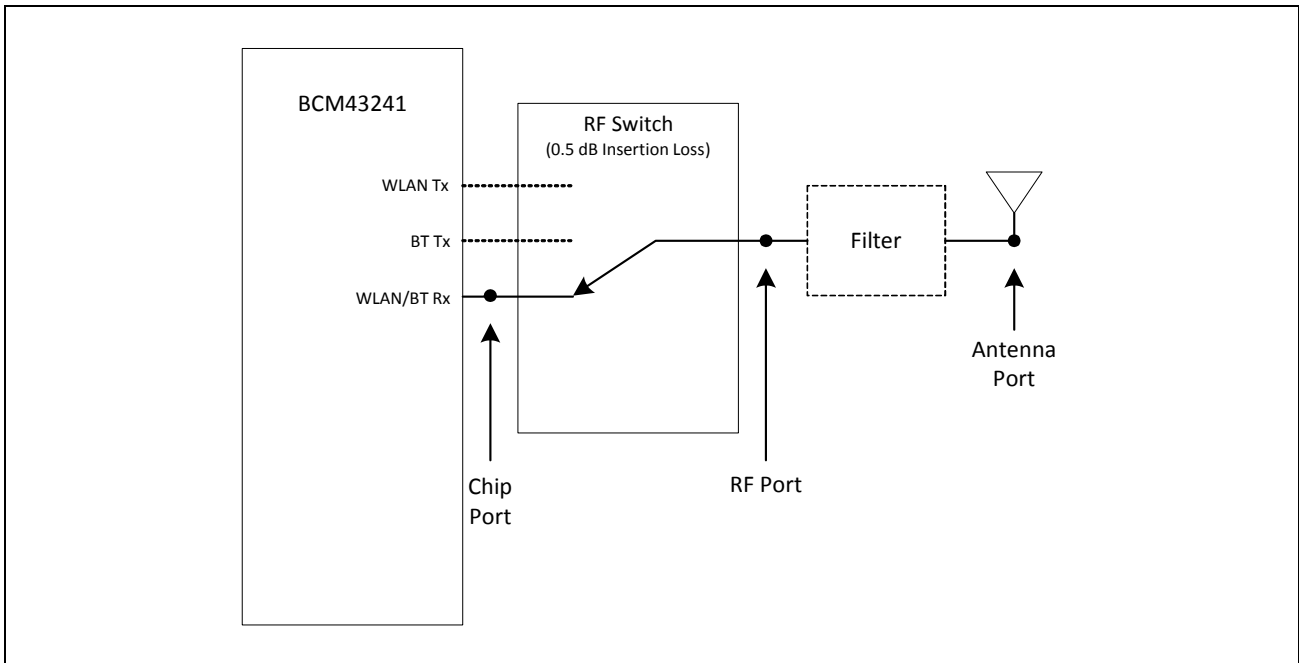 BCM43241
RF Switch
(0.5 dB Insertion Loss)
WLAN Tx
BT Tx
WLAN/BT Rx
Filter
Antenna
Port
Chip
Port
RF Port